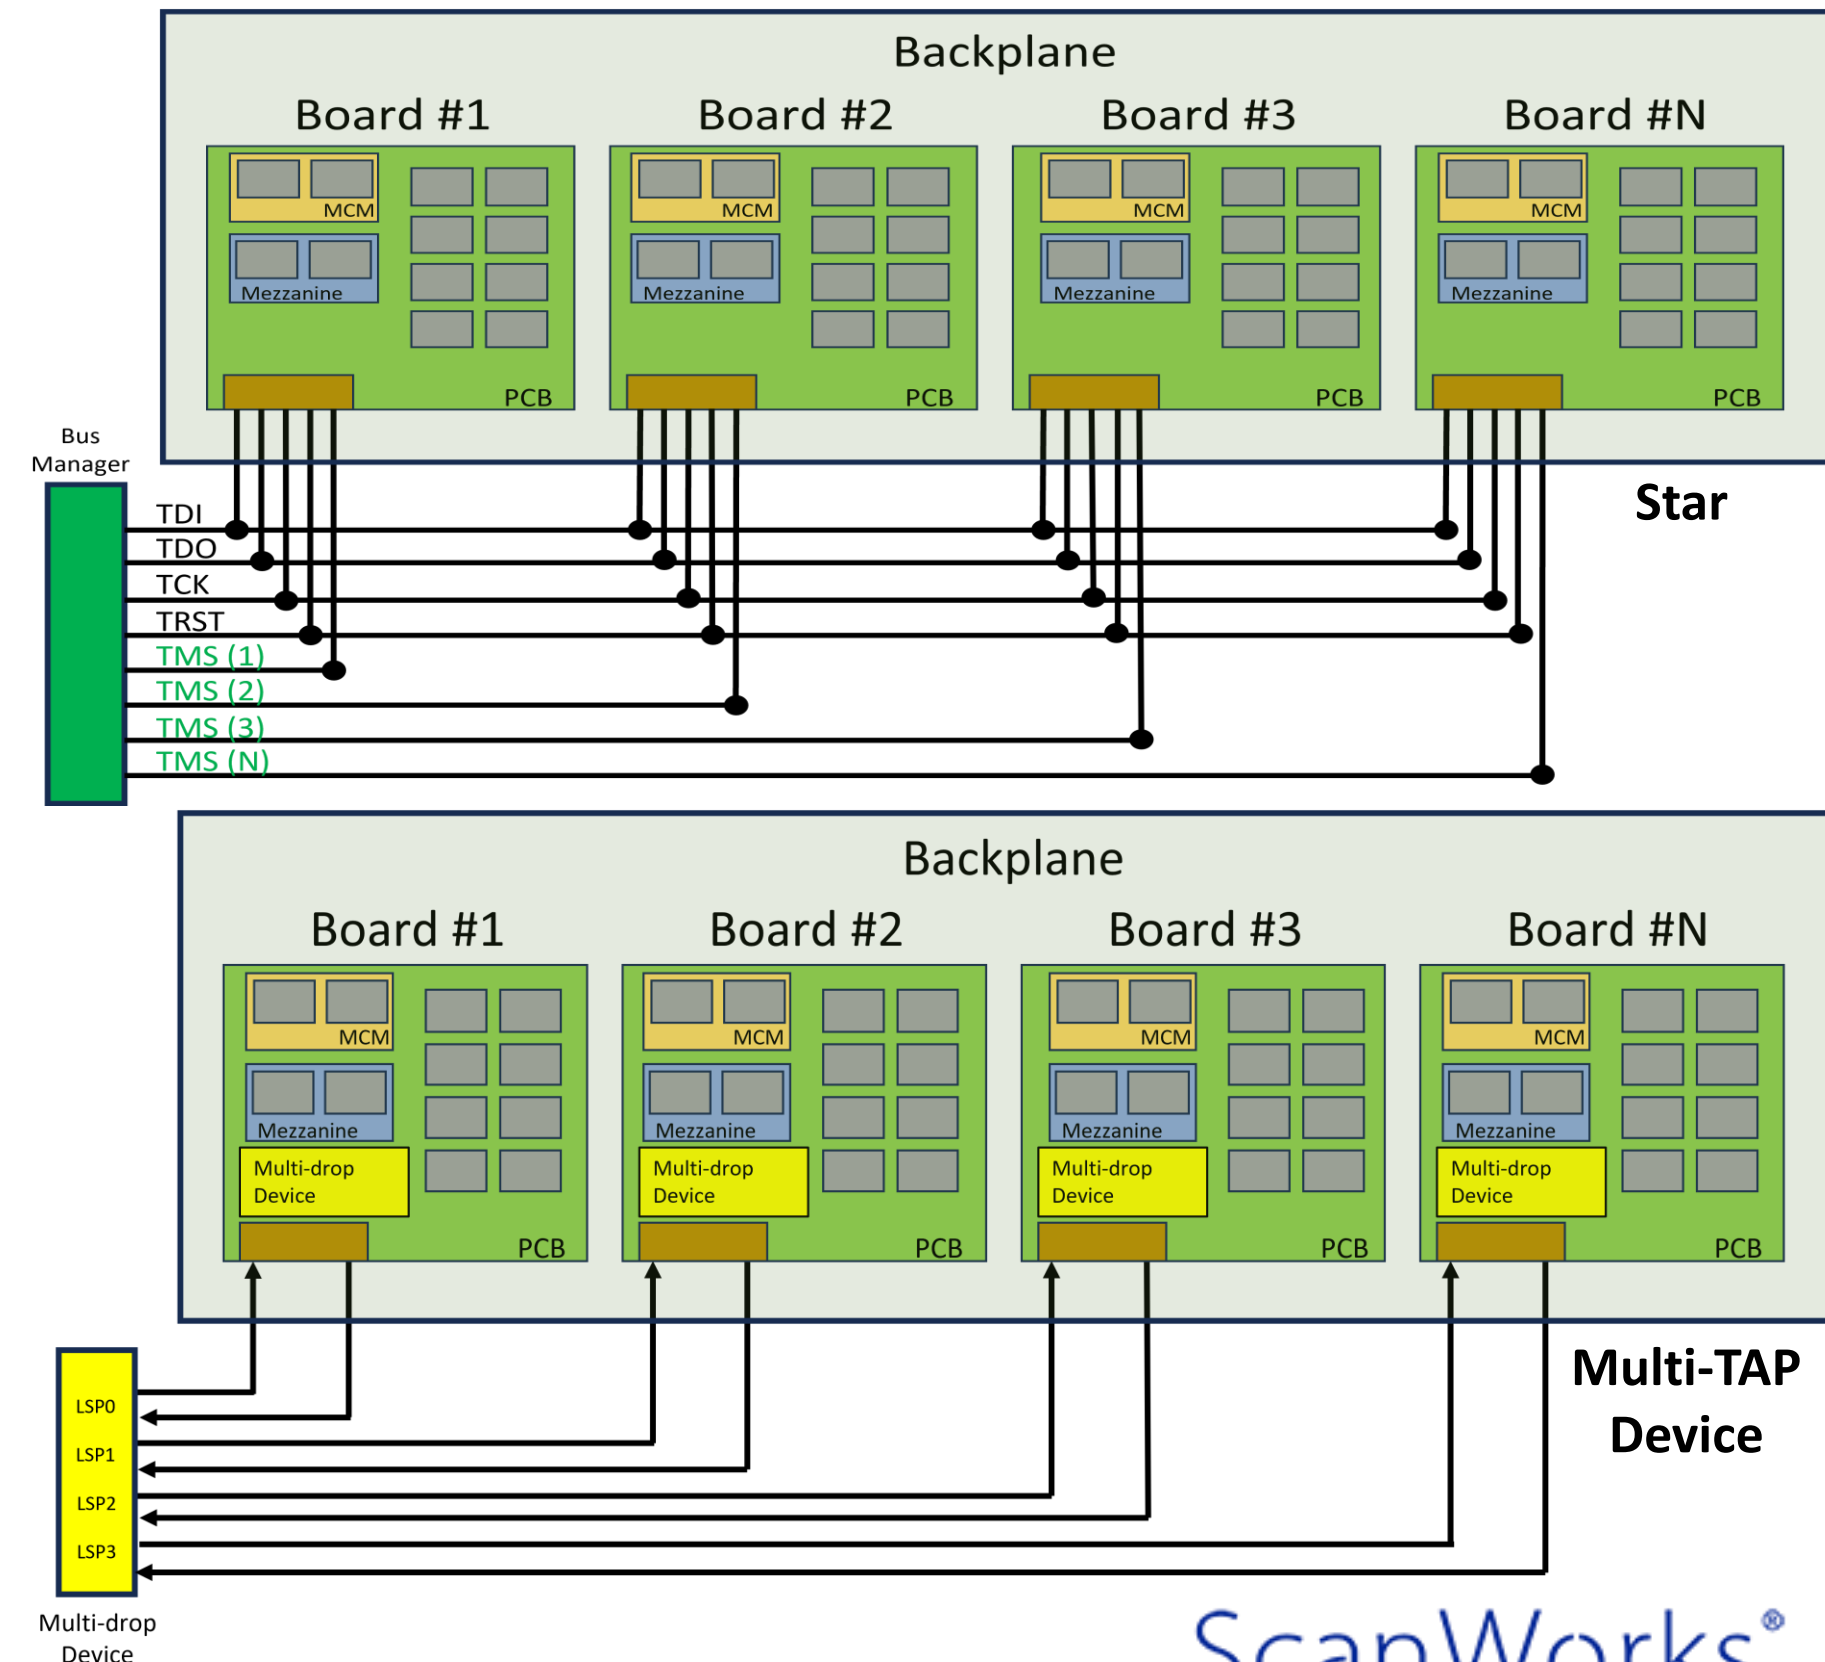 Backplane
Board #1
Board #2
Board #3
Board #N
MCM
MCM
MCM
MCM
Mezzanine
Mezzanine
Mezzanine
Mezzanine
PCB
PCB
PCB
PCB
Bus
Manager
Star
TDI
TDO
TCK
TRST
TMS (1)
TMS (2)
TMS (3)
TMS (N)
Backplane
Board #1
Board #2
Board #3
Board #N
MCM
MCM
MCM
MCM
Mezzanine
Mezzanine
Mezzanine
Mezzanine
Multi-drop
Device
Multi-drop
Device
Multi-drop
Device
Multi-drop
Device
PCB
PCB
PCB
PCB
Multi-TAP
Device
LSP0
LSP1
LSP2
LSP3
Multi-drop
Device
ScanWorks®